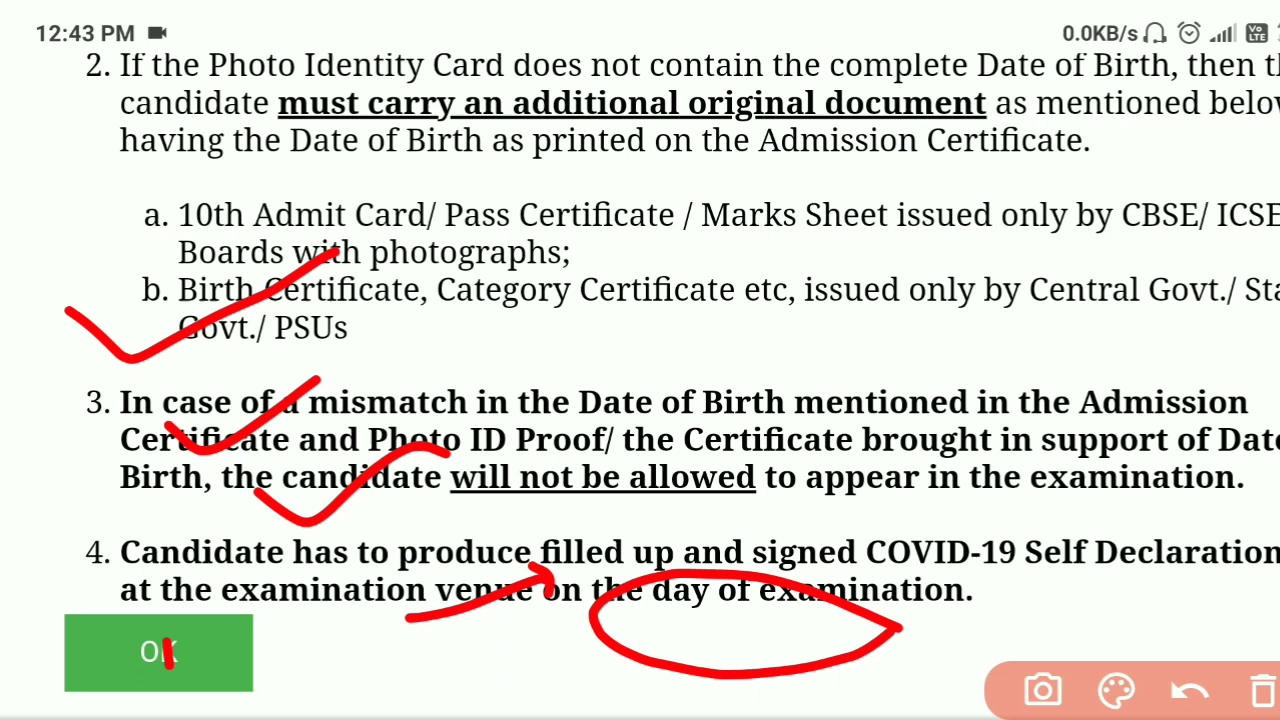 12:43 PM 0.0KB/s Vo LTE
2. If the Photo Identity Card does not contain the complete Date of Birth, then
candidate must carry an additional original document as mentioned
having the Date of Birth as printed on the Admission Certificate.
a. 10th Admit Card/ Pass Certificate / Marks Sheet issued only by CBSE/ ICSE
Boards with photographs;
b. Birth Certificate, Category Certificate etc, issued only by Central Govt./
Govt./ PSUs
3. In case of a mismatch in the Date of Birth mentioned in the Admission
Certificate and Photo ID Proof/ the Certificate brought in support of Date
Birth, the candidate will not be allowed to appear in the examination.
4. Candidate has to produce filled up and signed COVID-19 Self Declaration
at the examination venue on the day of examination.
OK